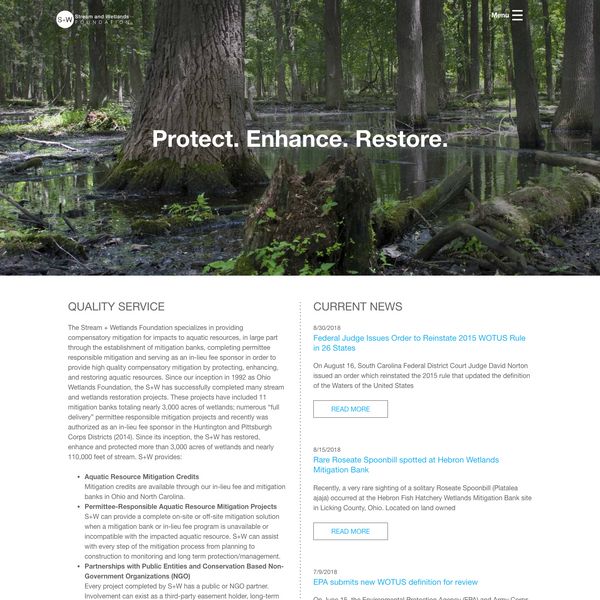 S+W
Stream and Wetlands
FOUNDATION
Menu
Protect. Enhance. Restore.
QUALITY SERVICE
The Stream + Wetlands Foundation specializes in providing
compensatory mitigation for impacts to aquatic resources, in large part
through the establishment of mitigation banks, completing permittee
responsible mitigation and serving as an in-lieu fee sponsor in order to
provide high quality compensatory mitigation by protecting, enhancing,
and restoring aquatic resources. Since our inception in 1992 as Ohio
Wetlands Foundation, the S+W has successfully completed many stream
and wetlands restoration projects. These projects have included 11
mitigation banks totaling nearly 3,000 acres of wetlands; numerous “full
delivery” permittee responsible mitigation projects and recently was
authorized as an in-lieu fee sponsor in the Huntington and Pittsburgh
Corps Districts (2014). Since its inception, the S+W has restored,
enhance and protected more than 3,000 acres of wetlands and nearly
110,000 feet of stream. S+W provides:
• Aquatic Resource Mitigation Credits
Mitigation credits are available through our in-lieu fee and mitigation
banks in Ohio and North Carolina.
• Permittee-Responsible Aquatic Resource Mitigation Projects
S+W can provide a complete on-site or off-site mitigation solution
when a mitigation bank or in-lieu fee program is unavailable or
incompatible with the impacted aquatic resource. S+W can assist
with every step of the mitigation process from planning to
construction to monitoring and long term protection/management.
• Partnerships with Public Entities and Conservation Based Non-
Government Organizations (NGO)
Every project completed by S+W has a public or NGO partner.
Involvement can exist as a third-party easement holder, long-term
CURRENT NEWS
8/30/2018
Federal Judge Issues Order to Reinstate 2015 WOTUS Rule
in 26 States
On August 16, South Carolina Federal District Court Judge David Norton
issued an order which reinstated the 2015 rule that updated the definition
of the Waters of the United States
READ MORE
8/15/2018
Rare Roseate Spoonbill spotted at Hebron Wetlands
Mitigation Bank
Recently, a very rare sighting of a solitary Roseate Spoonbill (Platalea
ajaja) occurred at the Hebron Fish Hatchery Wetlands Mitigation Bank site
in Licking County, Ohio. Located on land owned
READ MORE
7/9/2018
EPA submits new WOTUS definition for review
On June 15, the Environmental Protection Agency (EPA) and Army Corps